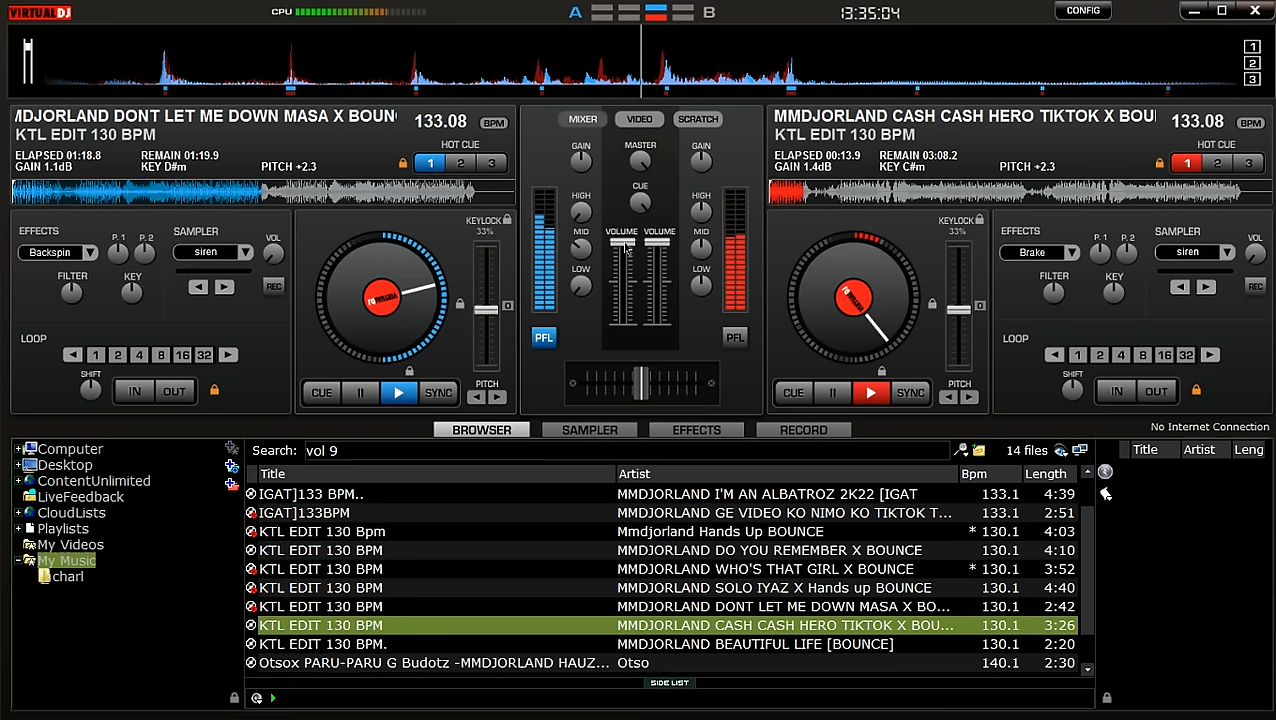 VIRTUALDJ
CPU
A
B
13:35:04
CONFIG
1
2
3
MDJORLAND DONT LET ME DOWN MASA X BOUN
KTL EDIT 130 BPM
133.08
BPM
ELAPSED 01:18.8
REMAIN 01:19.9
GAIN 1.1dB
KEY D#m
PITCH +2.3
HOT CUE
1 2 3
MIXER
VIDEO
SCRATCH
MMDJORLAND CASH CASH HERO TIKTOK X BOU
KTL EDIT 130 BPM
133.08
BPM
ELAPSED 00:13.9
REMAIN 03:08.2
GAIN 0.2dB
KEY C#m
PITCH +2.3
HOT CUE
1 2 3
EFFECTS
P. 1
P. 2
Backspin
FILTER
KEY
SAMPLER
siren
VOL
REC
LOOP
1 2 4 8 16 32
SHIFT
IN
OUT
KEYLOCK
33%
0
CUE
SYNC
PITCH
GAIN
MASTER
GAIN
HIGH
CUE
HIGH
MID
VOLUME
VOLUME
MID
LOW
LOW
PFL
PFL
KEYLOCK
33%
0
CUE
SYNC
PITCH
EFFECTS
P. 1
P. 2
Brake
FILTER
KEY
SAMPLER
siren
VOL
REC
LOOP
1 2 4 8 16 32
SHIFT
IN
OUT
BROWSER
SAMPLER
EFFECTS
RECORD
No Internet Connection
Computer
Desktop
ContentUnlimited
LiveFeedback
CloudLists
Playlists
My Videos
My Music
charl
Search: vol 9
14 files
Title Artist Bpm Length
IGAT]133 BPM.. MMDJORLAND I'M AN ALBATROZ 2K22 [IGAT 133.1 4:39
IGAT]133BPM MMDJORLAND GE VIDEO KO NIMO KO TIKTOK T... 133.1 2:51
KTL EDIT 130 Bpm Mmdjorland Hands Up BOUNCE * 130.1 4:03
KTL EDIT 130 BPM MMDJORLAND DO YOU REMEMBER X BOUNCE 130.1 4:10
KTL EDIT 130 BPM MMDJORLAND WHO'S THAT GIRL X BOUNCE * 130.1 3:52
KTL EDIT 130 BPM MMDJORLAND SOLO IYAZ X Hands up BOUNCE 130.1 4:40
KTL EDIT 130 BPM MMDJORLAND DONT LET ME DOWN MASA X BO... 130.1 2:42
KTL EDIT 130 BPM MMDJORLAND CASH CASH HERO TIKTOK X BOU... 130.1 3:26
KTL EDIT 130 BPM. MMDJORLAND BEAUTIFUL LIFE [BOUNCE] 130.1 2:20
Otsox PARU-PARU G Budotz -MMDJORLAND HAUZ... Otso 140.1 2:30
SIDE LIST
Title Artist Leng